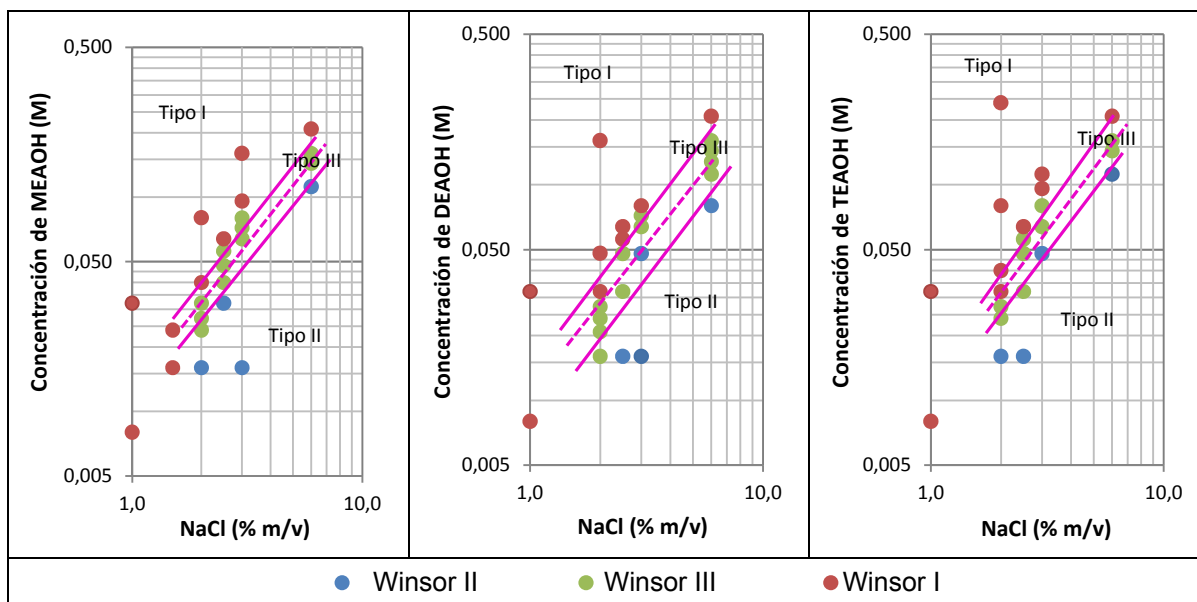 0,500
Tipo I
Tipo III
0,050
Tipo II
0,005
1,0 10,0
NaCl (% m/v)
Concentración de MEAOH (M)
0,500
Tipo I
Tipo III
0,050
Tipo II
0,005
1,0 10,0
NaCl (% m/v)
Concentración de DEAOH (M)
0,500
Tipo I
Tipo III
0,050
Tipo II
0,005
1,0 10,0
NaCl (% m/v)
Concentración de TEAOH (M)
Winsor II Winsor III Winsor I